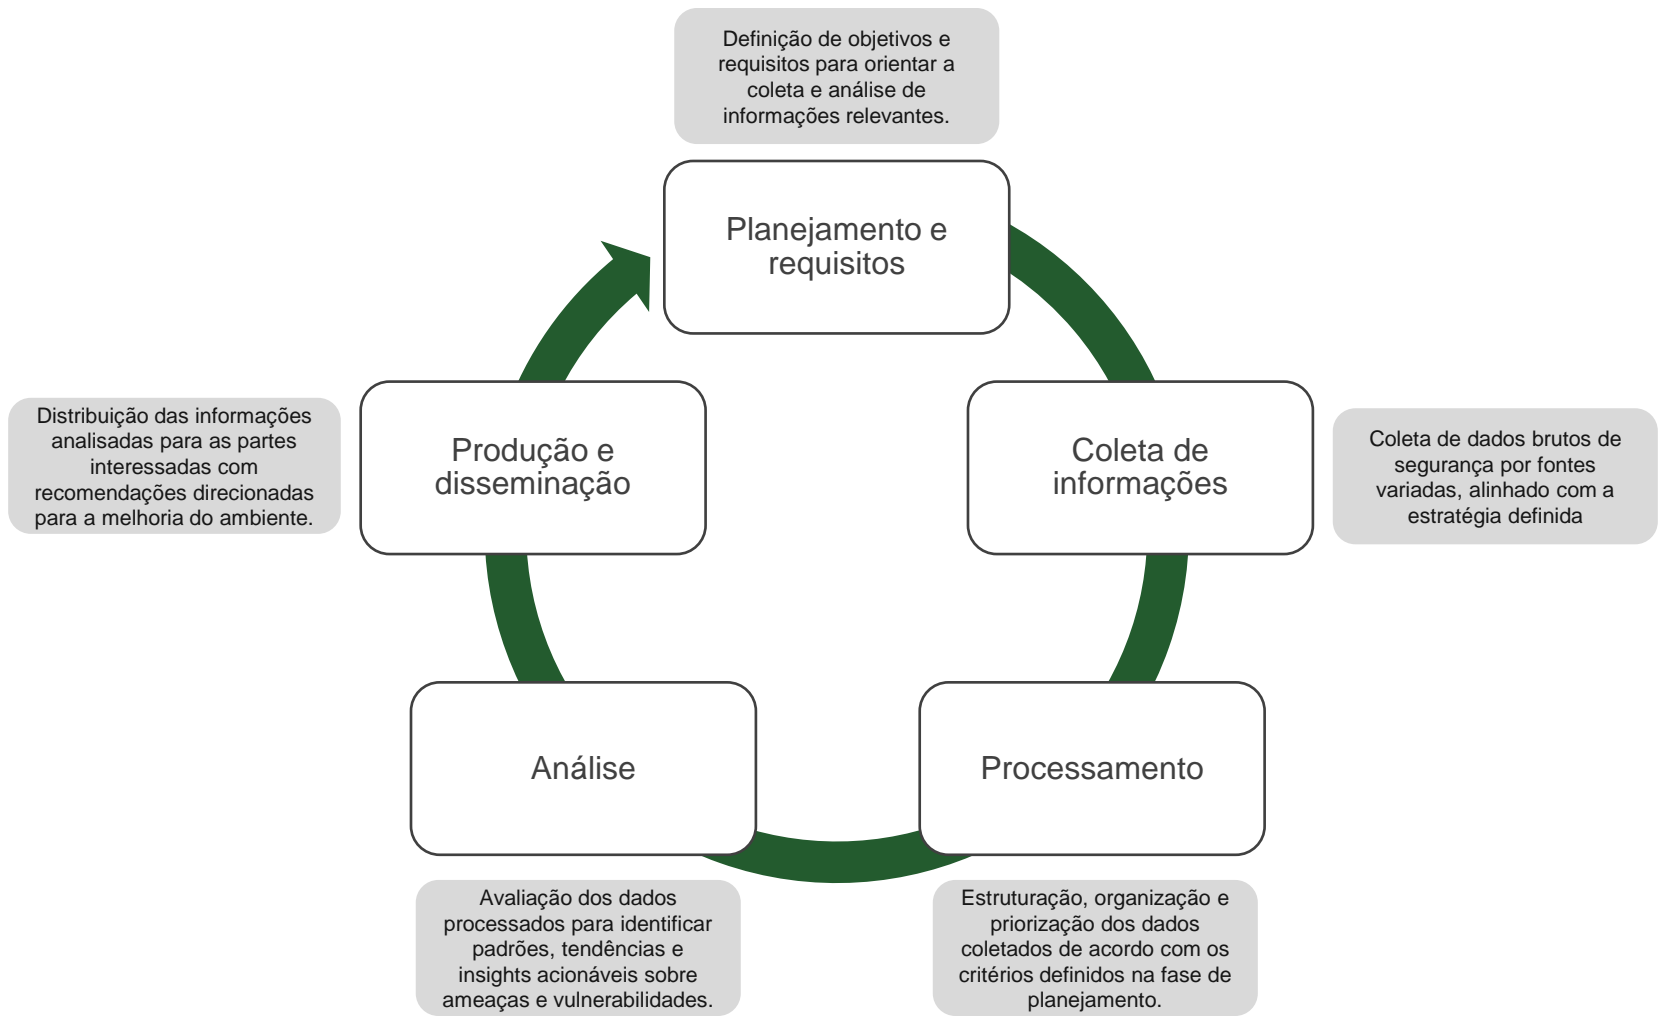 Definição de objetivos e
requisitos para orientar a
coleta e análise de
informações relevantes.
Planejamento e
requisitos
Distribuição das informações
analisadas para as partes
interessadas com
recomendações direcionadas
para a melhoria do ambiente.
Produção e
disseminação
Coleta de
informações
Coleta de dados brutos de
segurança por fontes
variadas, alinhado com a
estratégia definida
Análise
Processamento
Avaliação dos dados
processados para identificar
padrões, tendências e
insights acionáveis sobre
ameaças e vulnerabilidades.
Estruturação, organização e
priorização dos dados
coletados de acordo com os
critérios definidos na fase de
planejamento.